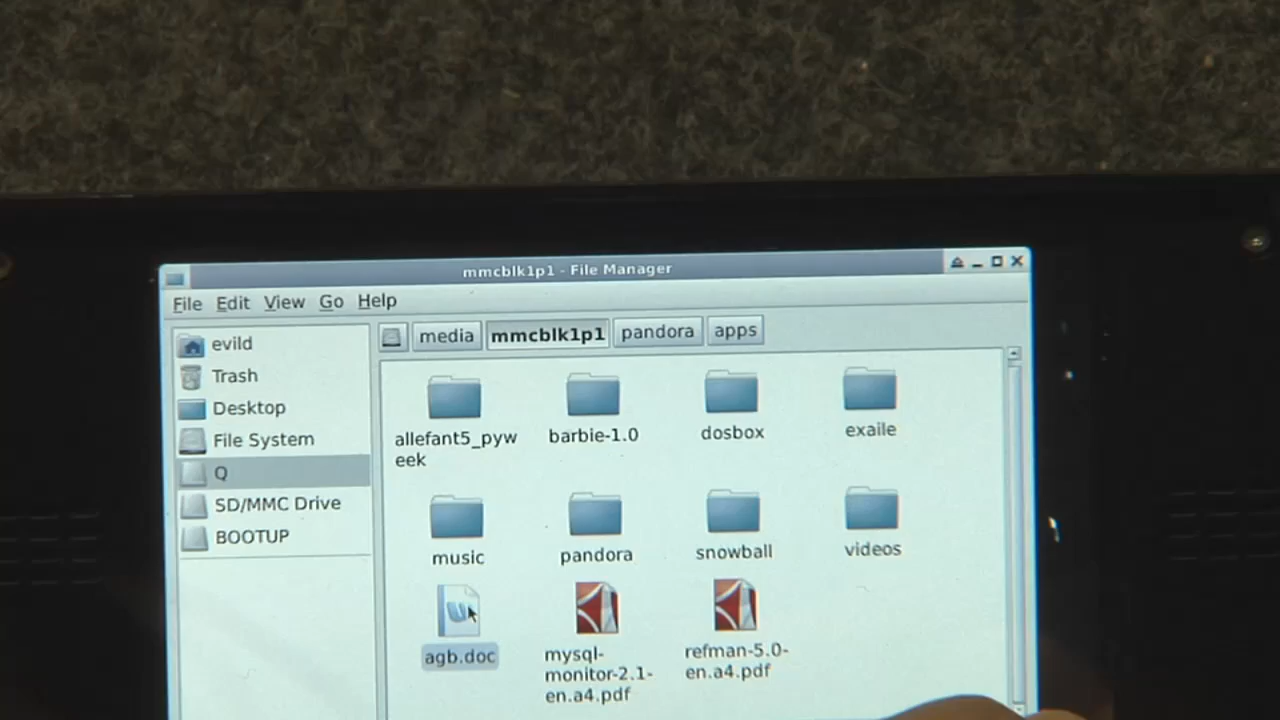 mmcblk1p1 - File Manager
File Edit View Go Help
evild
Trash
Desktop
File System
Q
SD/MMC Drive
BOOTUP
media mmcblk1p1 pandora apps
allefant5_pyw
eek
barbie-1.0
dosbox
exaile
music
pandora
snowball
videos
agb.doc
mysql-
monitor-2.1-
en.a4.pdf
refman-5.0-
en.a4.pdf